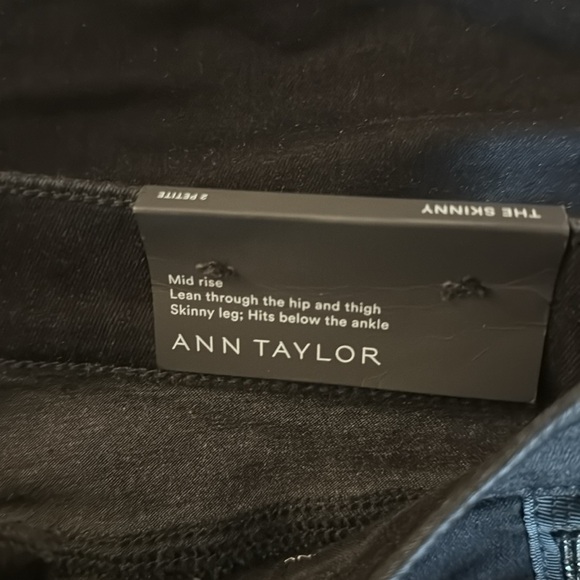 2 PETITE
THE SKINNY
Mid rise
Lean through the hip and thigh
Skinny leg; Hits below the ankle
ANN TAYLOR